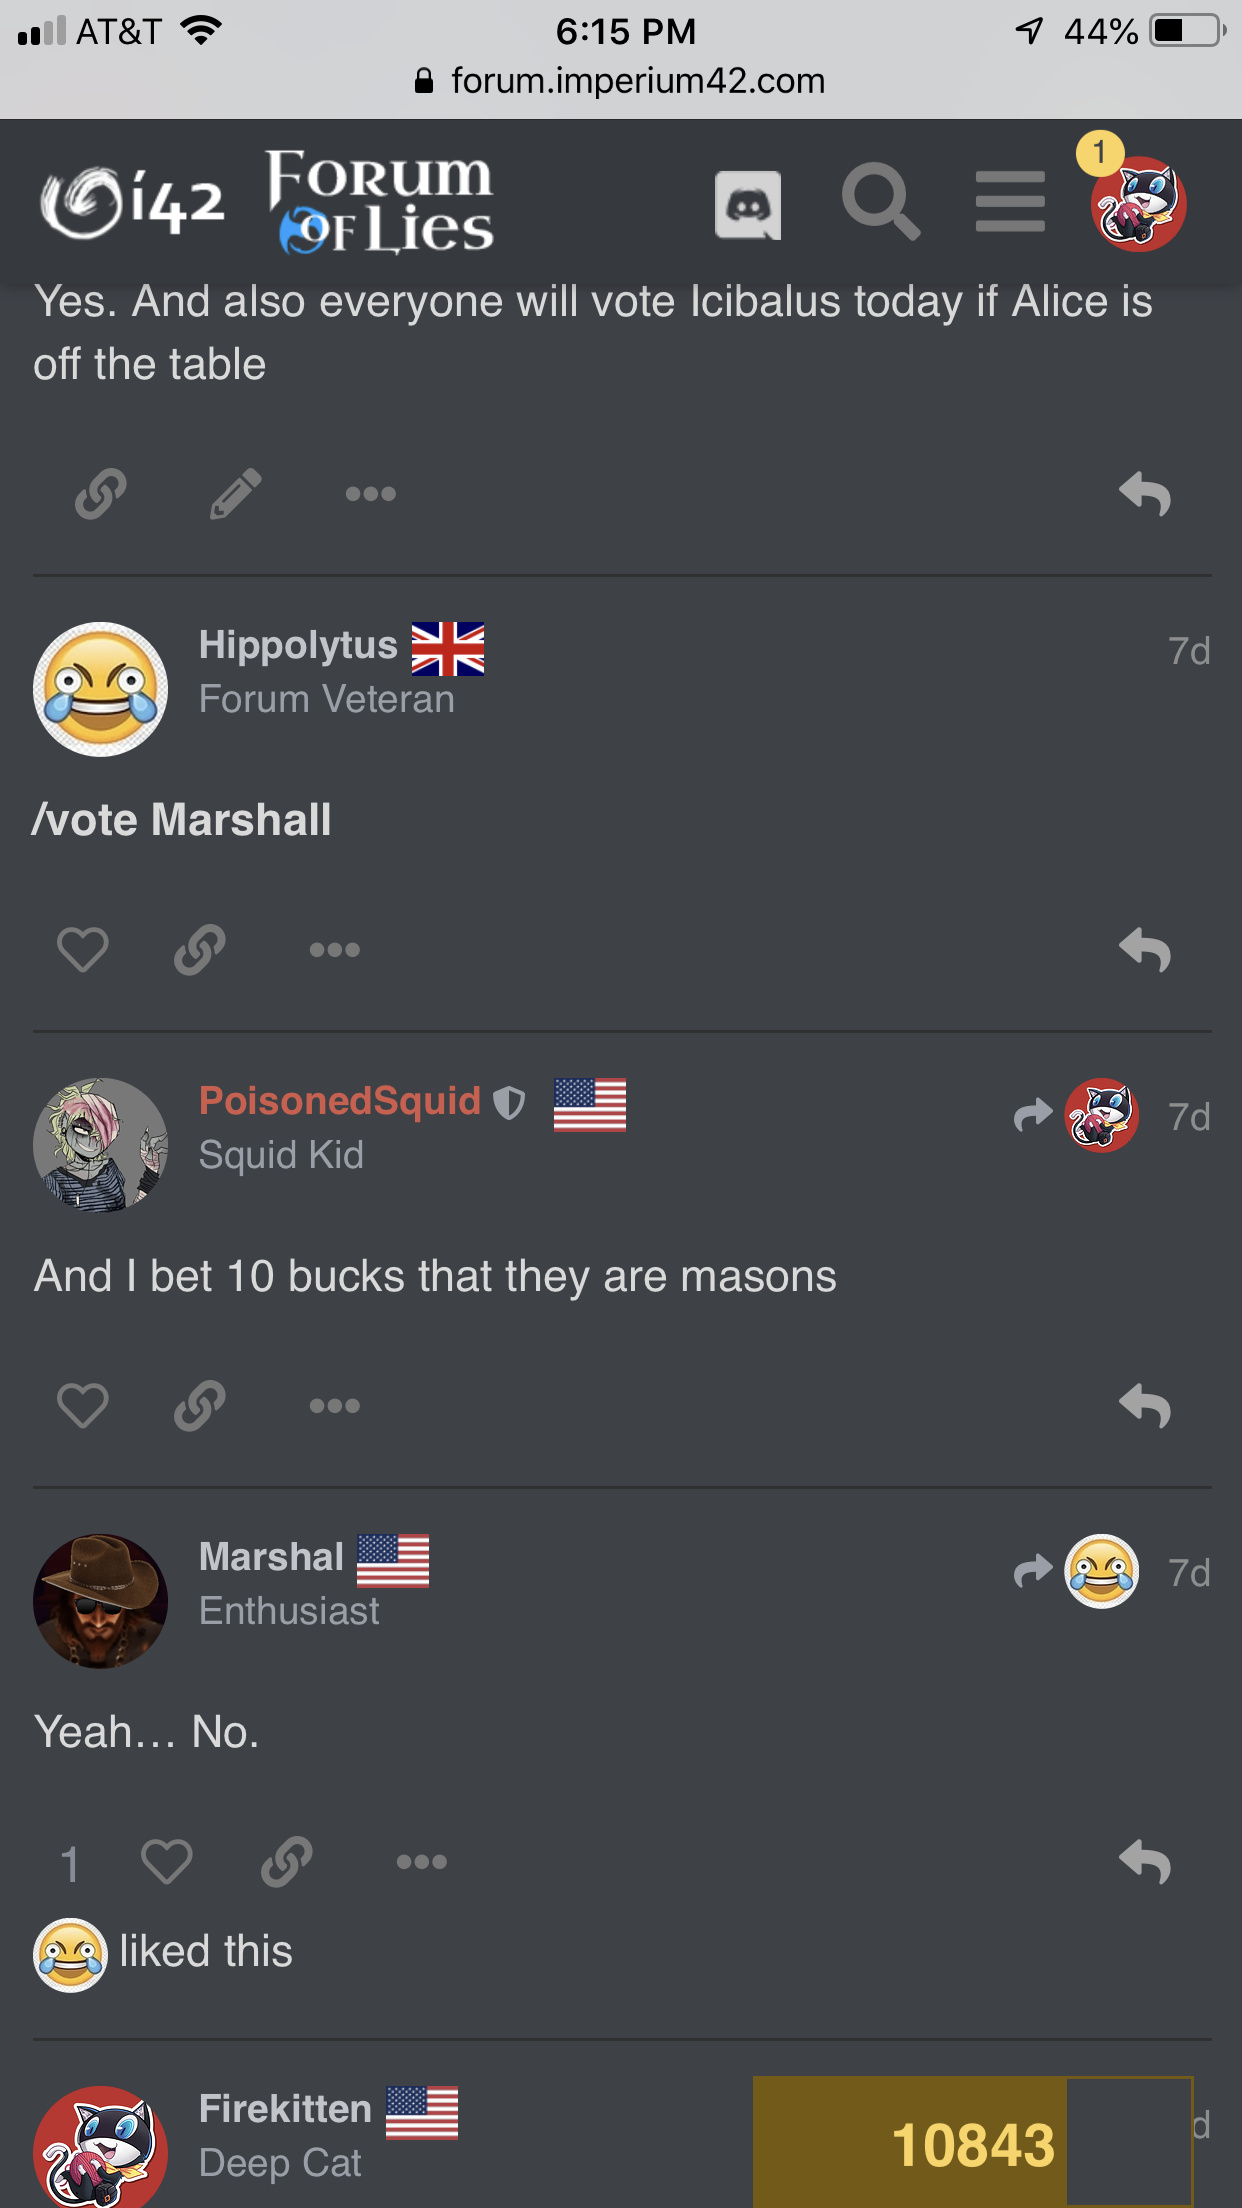 AT&T 6:15 PM 44%
forum.imperium42.com
i42 Forum of Lies 1
Yes. And also everyone will vote Icibalus today if Alice is
off the table
Hippolytus 7d
Forum Veteran
/vote Marshall
PoisonedSquid 7d
Squid Kid
And I bet 10 bucks that they are masons
Marshal 7d
Enthusiast
Yeah… No.
1
liked this
Firekitten d
Deep Cat
10843